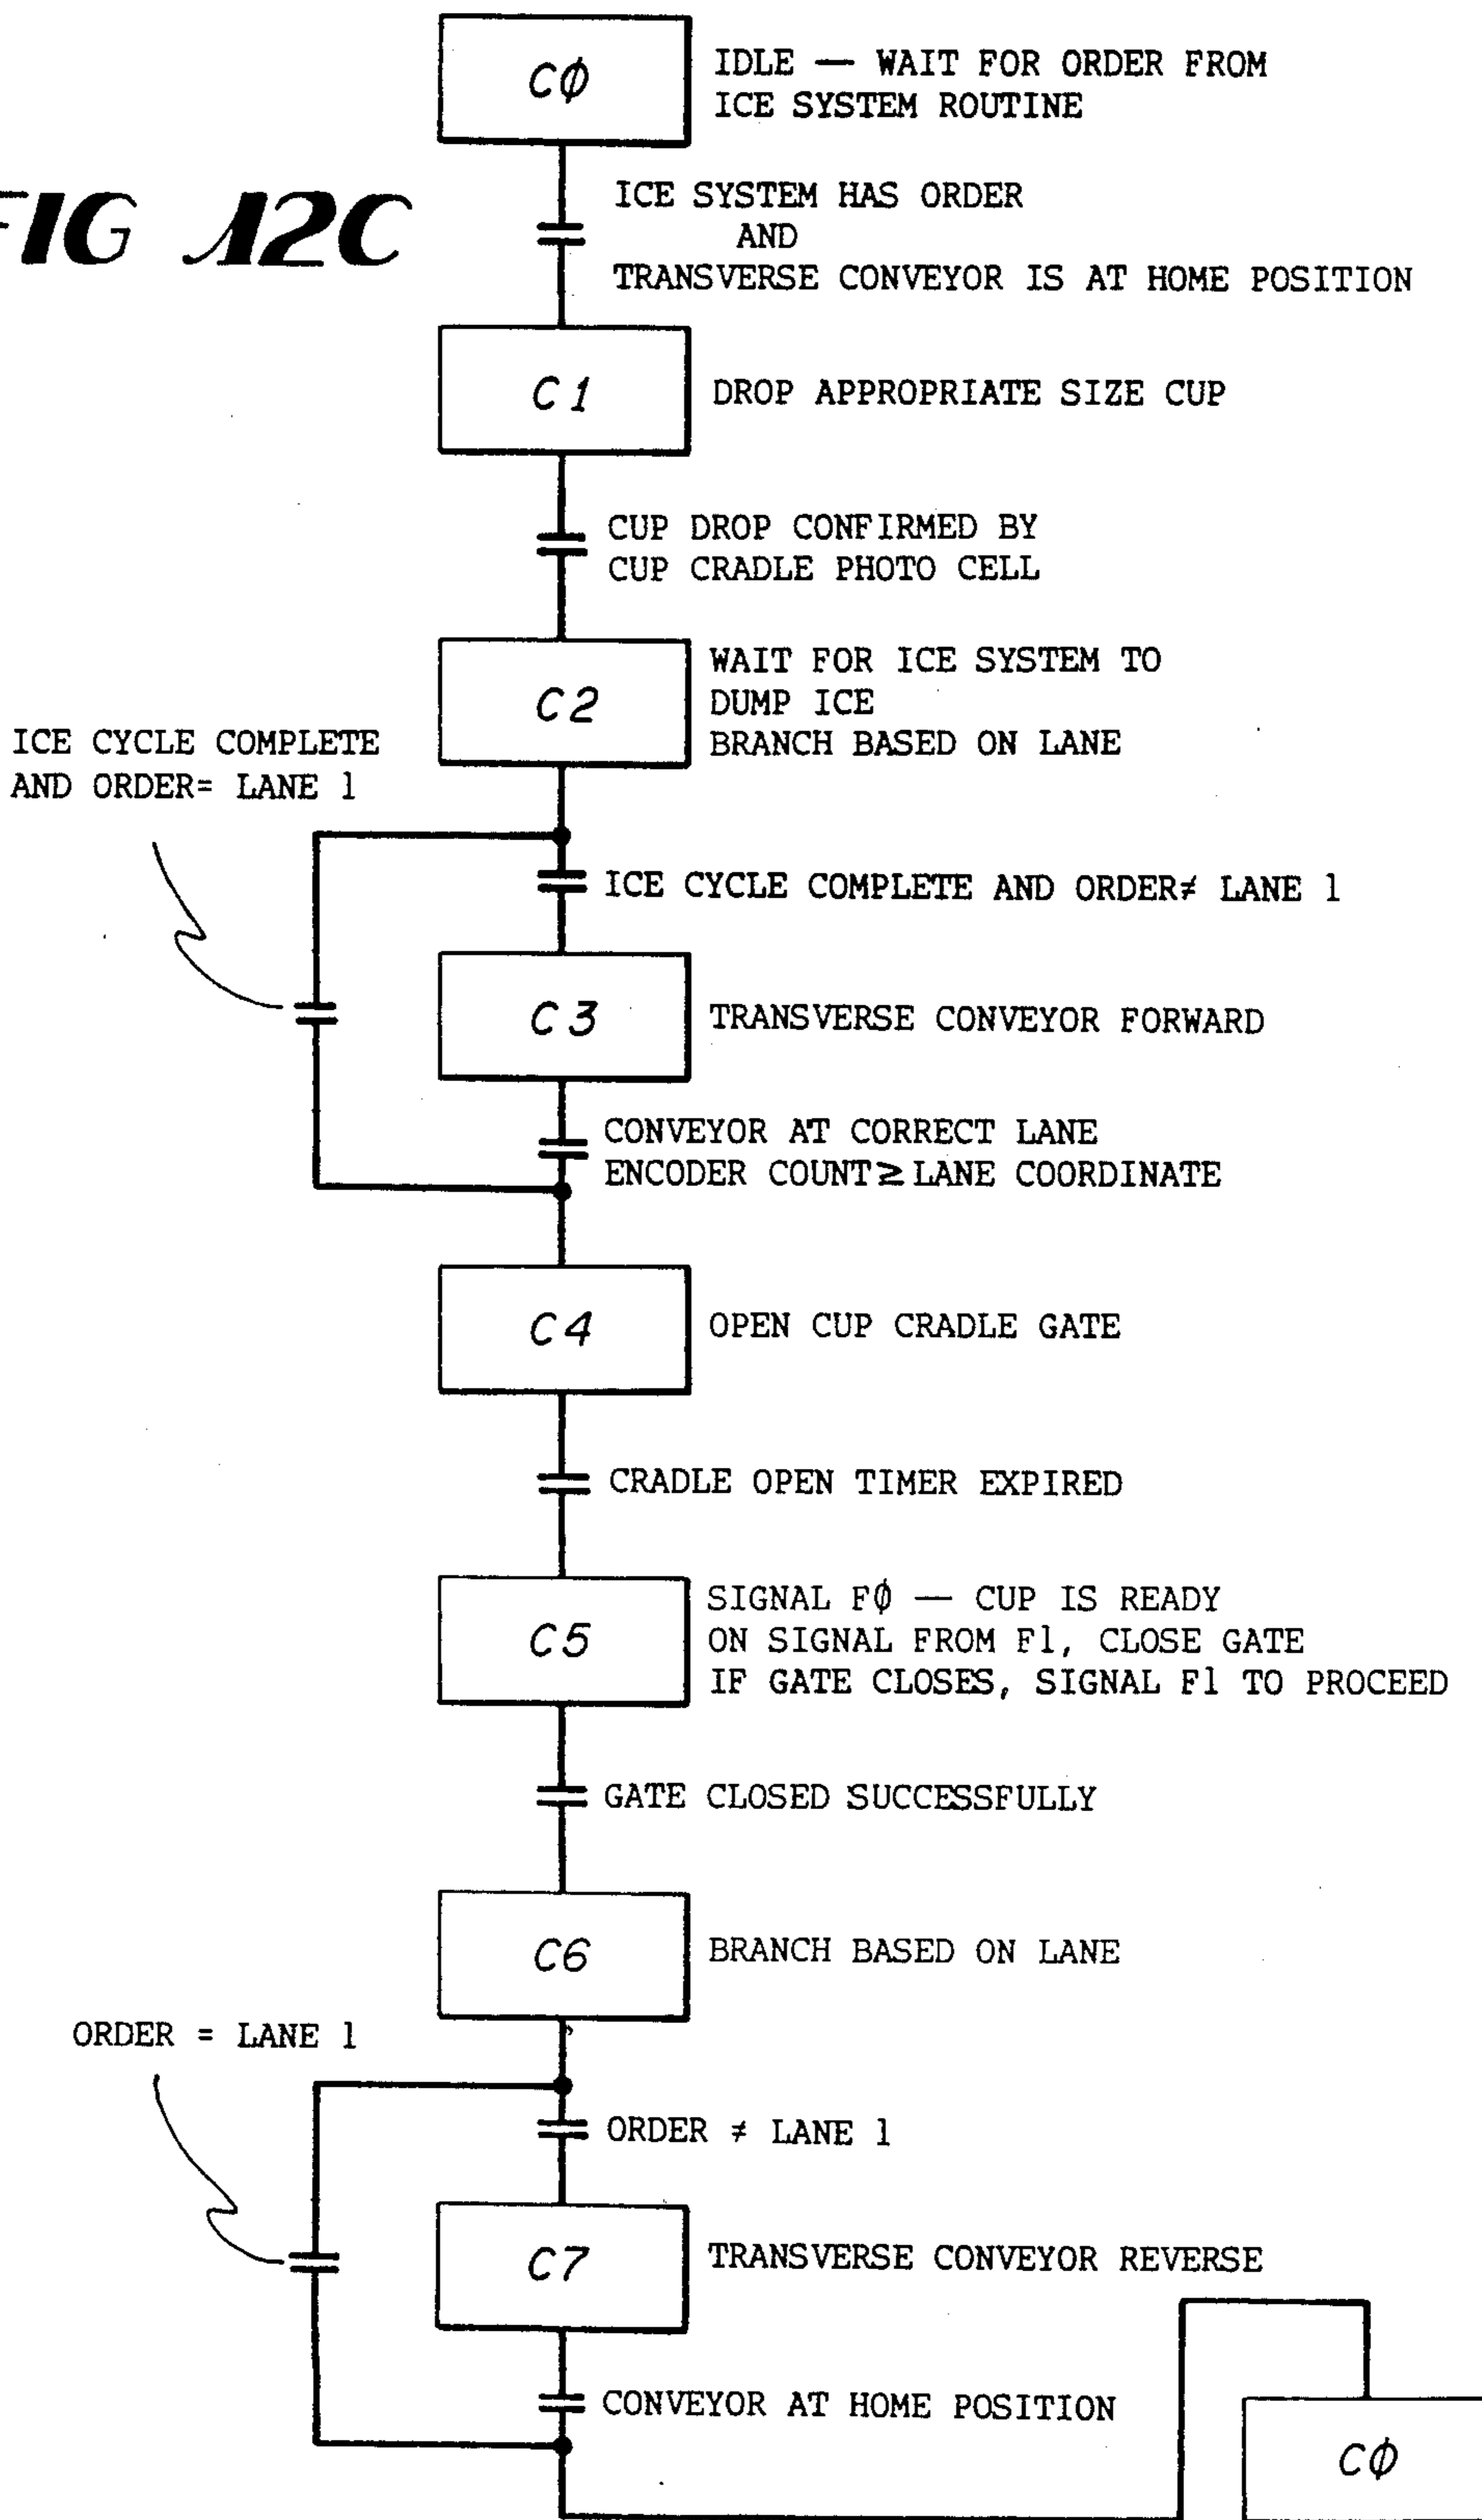 CΦ
IDLE — WAIT FOR ORDER FROM
ICE SYSTEM ROUTINE
FIG 12C
ICE SYSTEM HAS ORDER
AND
TRANSVERSE CONVEYOR IS AT HOME POSITION
C1
DROP APPROPRIATE SIZE CUP
CUP DROP CONFIRMED BY
CUP CRADLE PHOTO CELL
C2
WAIT FOR ICE SYSTEM TO
DUMP ICE
BRANCH BASED ON LANE
ICE CYCLE COMPLETE
AND ORDER= LANE 1
ICE CYCLE COMPLETE AND ORDER≠ LANE 1
C3
TRANSVERSE CONVEYOR FORWARD
CONVEYOR AT CORRECT LANE
ENCODER COUNT≥LANE COORDINATE
C4
OPEN CUP CRADLE GATE
CRADLE OPEN TIMER EXPIRED
C5
SIGNAL FΦ — CUP IS READY
ON SIGNAL FROM F1, CLOSE GATE
IF GATE CLOSES, SIGNAL F1 TO PROCEED
GATE CLOSED SUCCESSFULLY
C6
BRANCH BASED ON LANE
ORDER = LANE 1
ORDER ≠ LANE 1
C7
TRANSVERSE CONVEYOR REVERSE
CONVEYOR AT HOME POSITION
CΦ